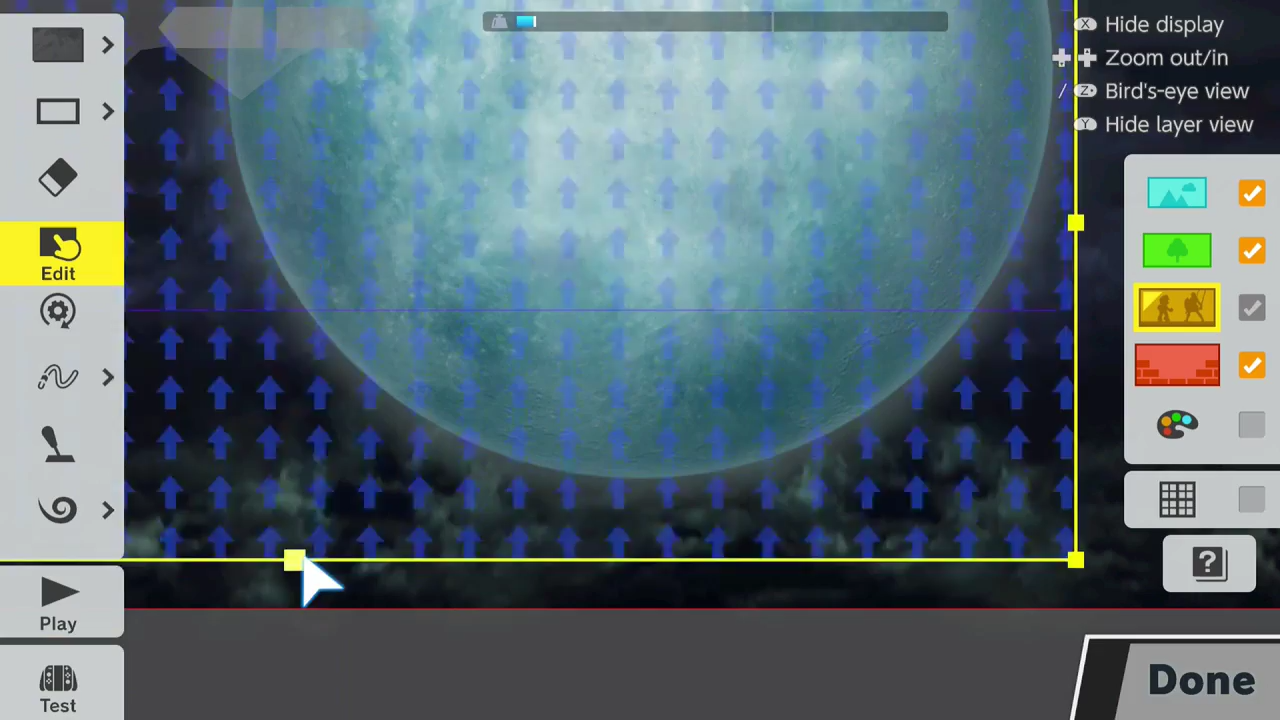 X Hide display
Zoom out/in
/ Z Bird's-eye view
Y Hide layer view
Edit
Play
Test
?
Done